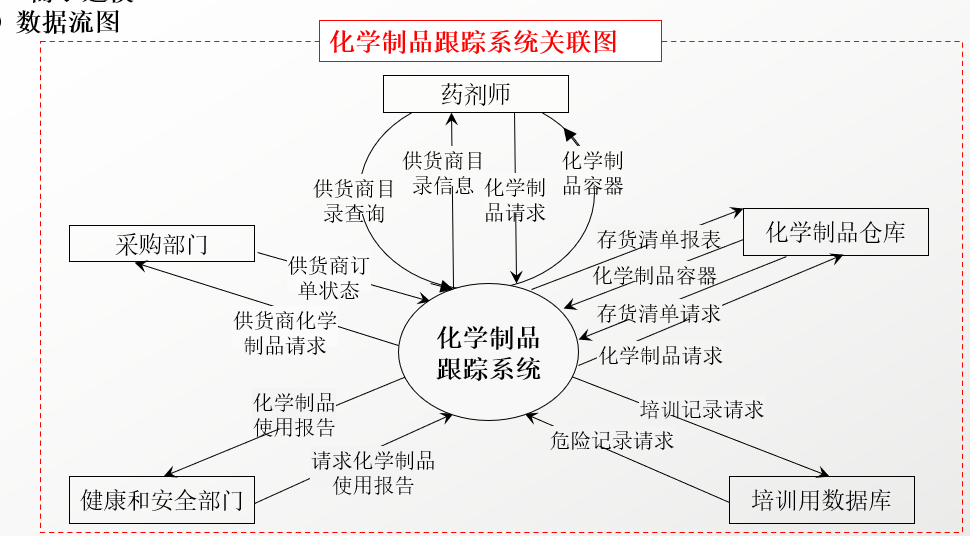 数据流图
化学制品跟踪系统关联图
药剂师
供货商目
录查询
供货商目
录信息
化学制
品请求
化学制
品容器
采购部门
供货商订
单状态
供货商化学
制品请求
化学制品仓库
存货清单报表
化学制品容器
存货清单请求
化学制品请求
化学制品
跟踪系统
化学制品
使用报告
请求化学制品
使用报告
健康和安全部门
培训记录请求
危险记录请求
培训用数据库